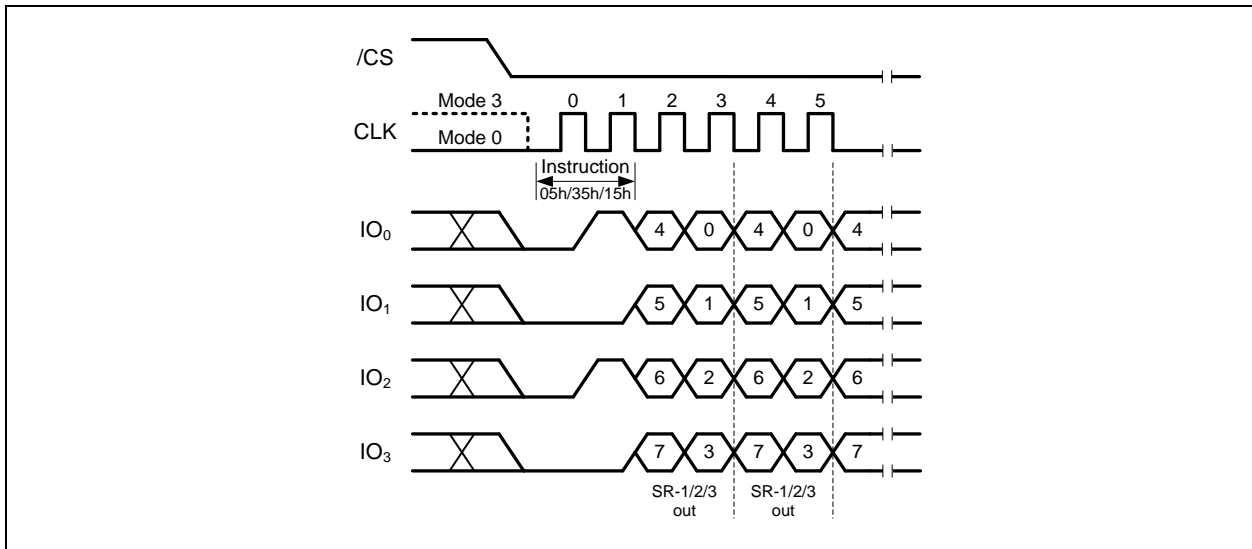 /CS
Mode 3 0 1 2 3 4 5
CLK
Mode 0
Instruction
05h/35h/15h
IO₀ 4 0 4 0 4
IO₁ 5 1 5 1 5
IO₂ 6 2 6 2 6
IO₃ 7 3 7 3 7
SR-1/2/3 SR-1/2/3
out out